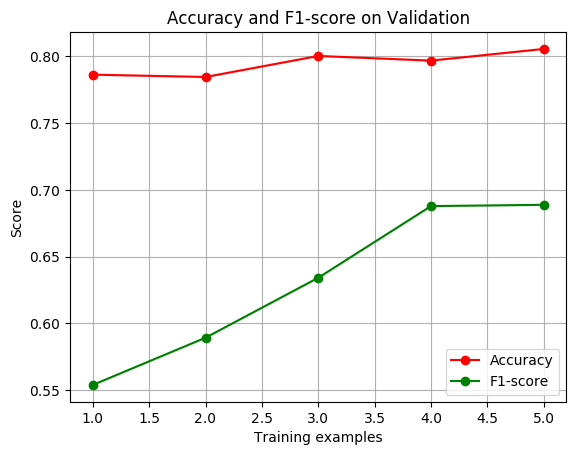 Accuracy and F1-score on Validation
0.80
0.75
0.70
0.65
0.60
0.55
Score
1.0 1.5 2.0 2.5 3.0 3.5 4.0 4.5 5.0
Training examples
Accuracy
F1-score